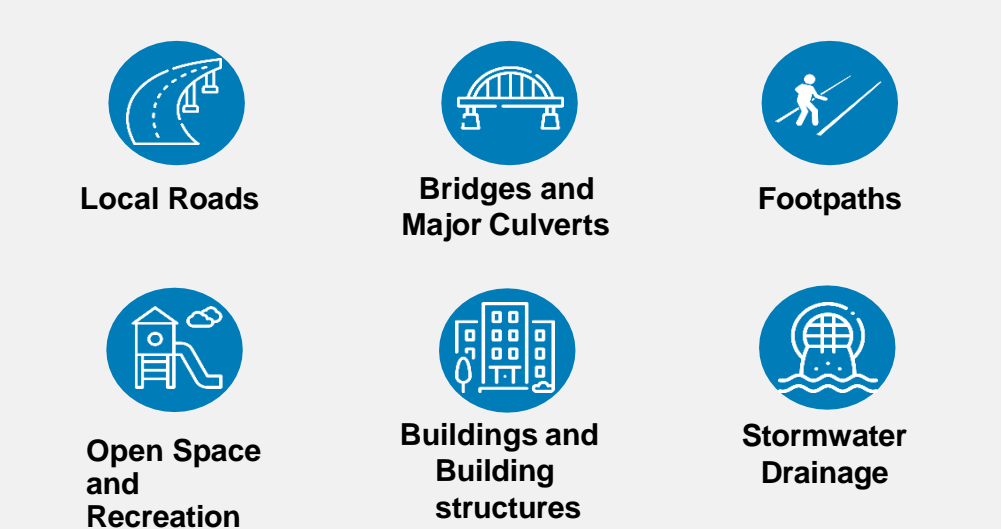 Local Roads
Bridges and
Major Culverts
Footpaths
Open Space
and
Recreation
Buildings and
Building
structures
Stormwater
Drainage